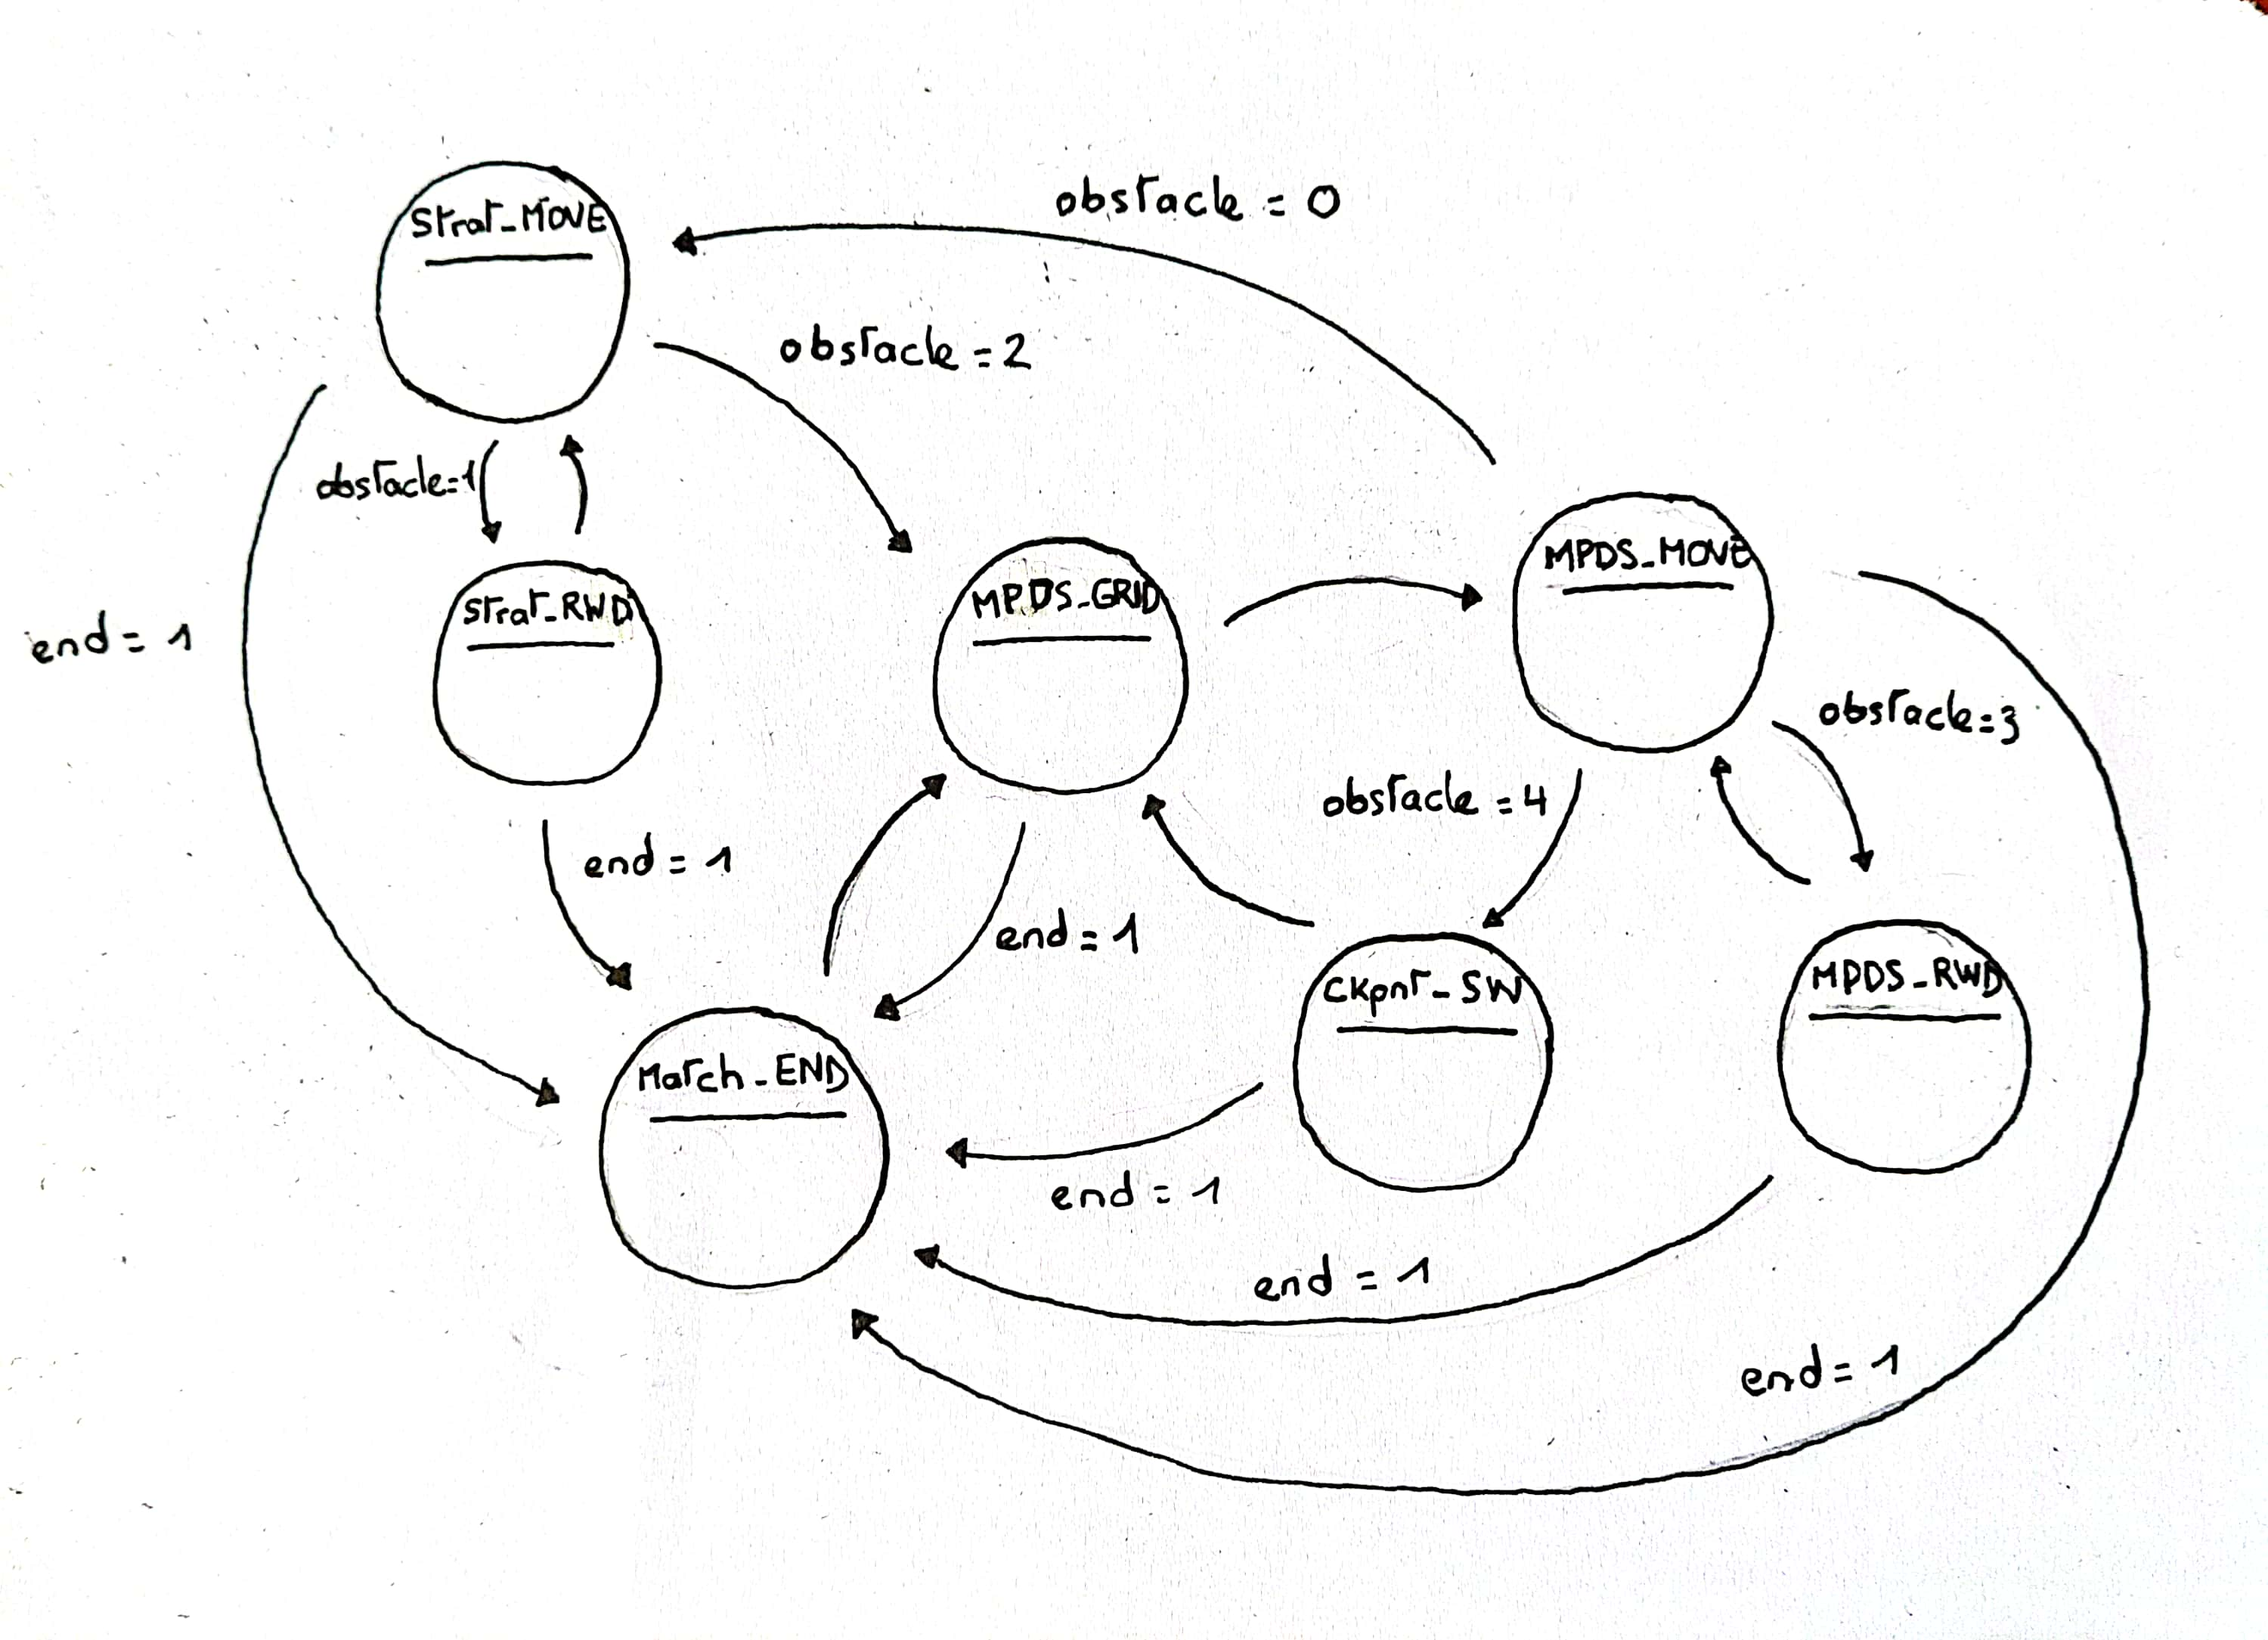 Strat_MOVE
obstacle = 0
obstacle = 2
obstacle=1
Strat_RWD
MPDS_GRID
MPDS_MOVE
end = 1
obstacle=3
obstacle = 4
end = 1
end = 1
Ckpnt_SW
MPDS_RWD
Match_END
end = 1
end = 1
end = 1